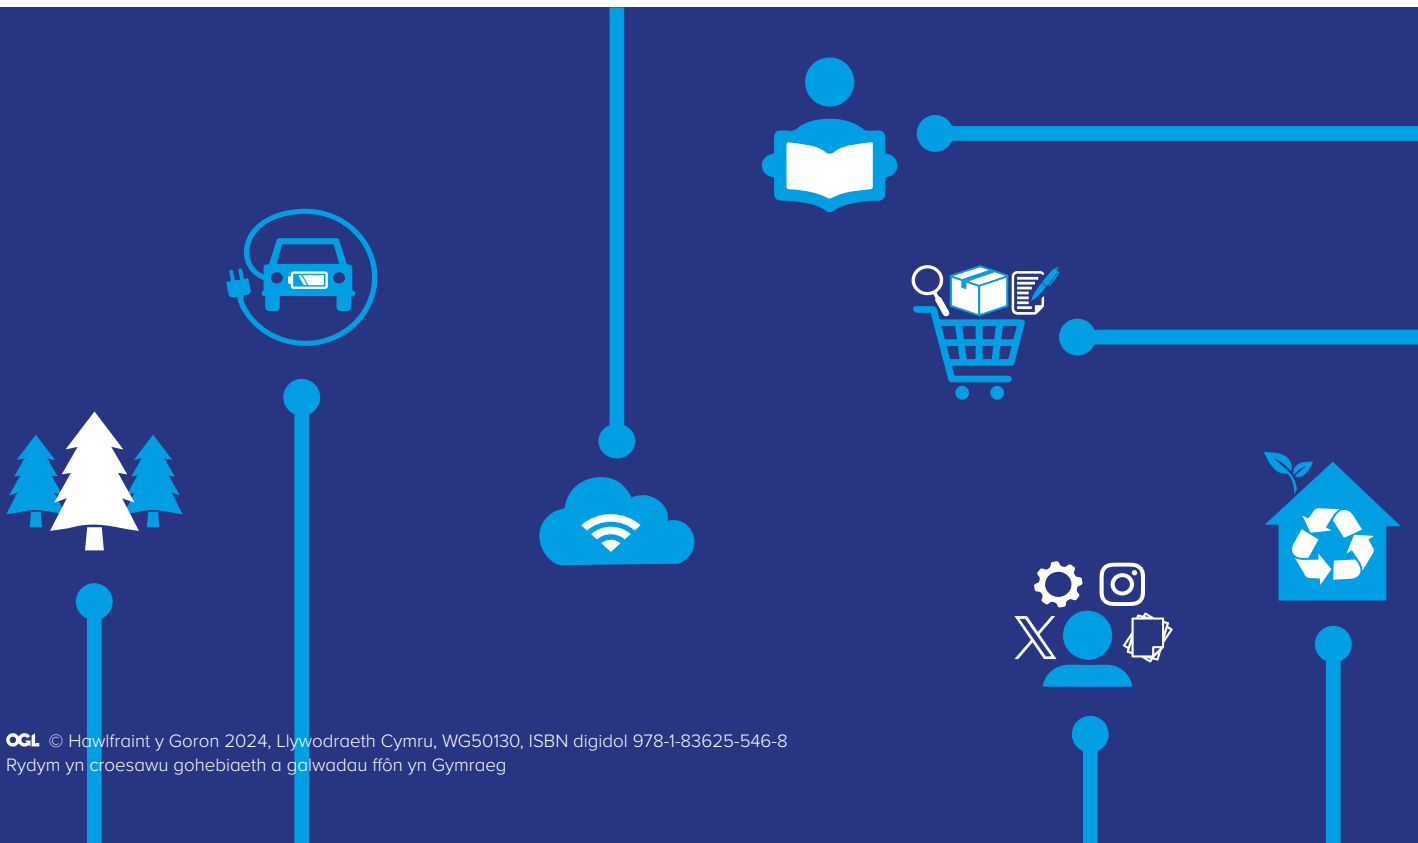 OGL © Hawlfraint y Goron 2024, Llywodraeth Cymru, WG50130, ISBN digidol 978-1-83625-546-8
Rydym yn croesawu gohebiaeth a galwadau ffôn yn Gymraeg